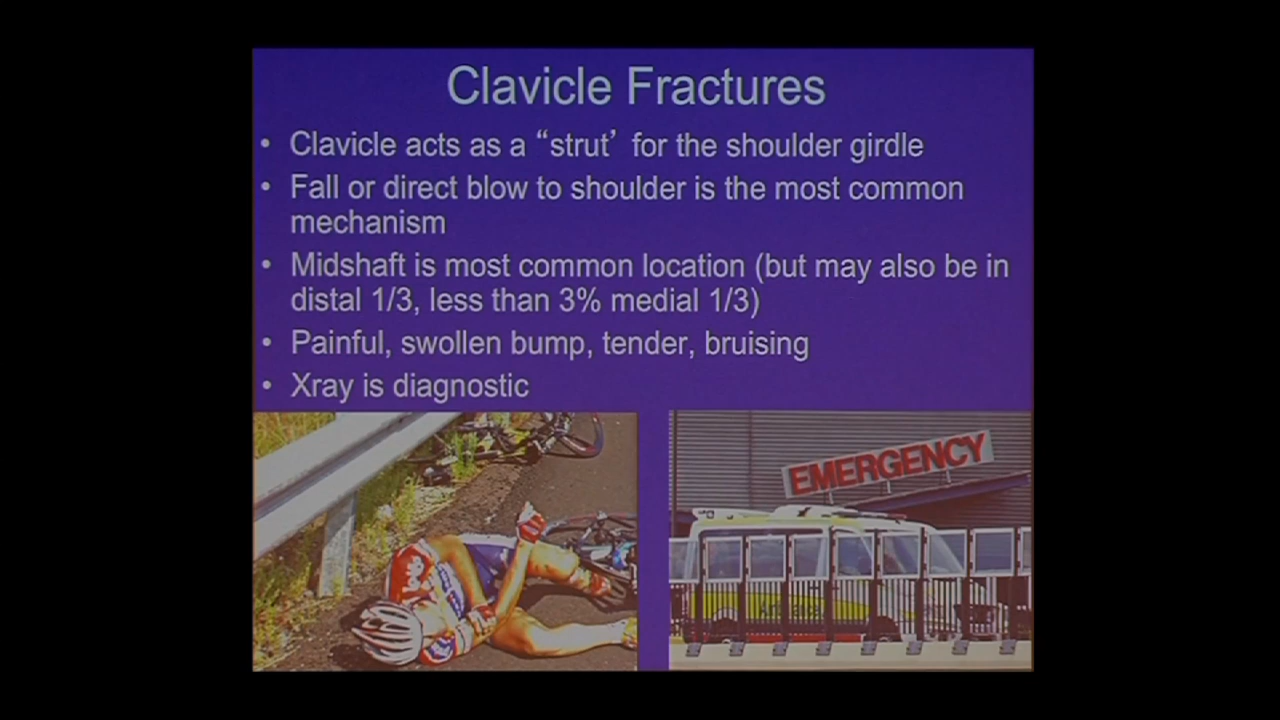 Clavicle Fractures
• Clavicle acts as a “strut’ for the shoulder girdle
• Fall or direct blow to shoulder is the most common
mechanism
• Midshaft is most common location (but may also be in
distal 1/3, less than 3% medial 1/3)
• Painful, swollen bump, tender, bruising
• Xray is diagnostic
EMERGENCY